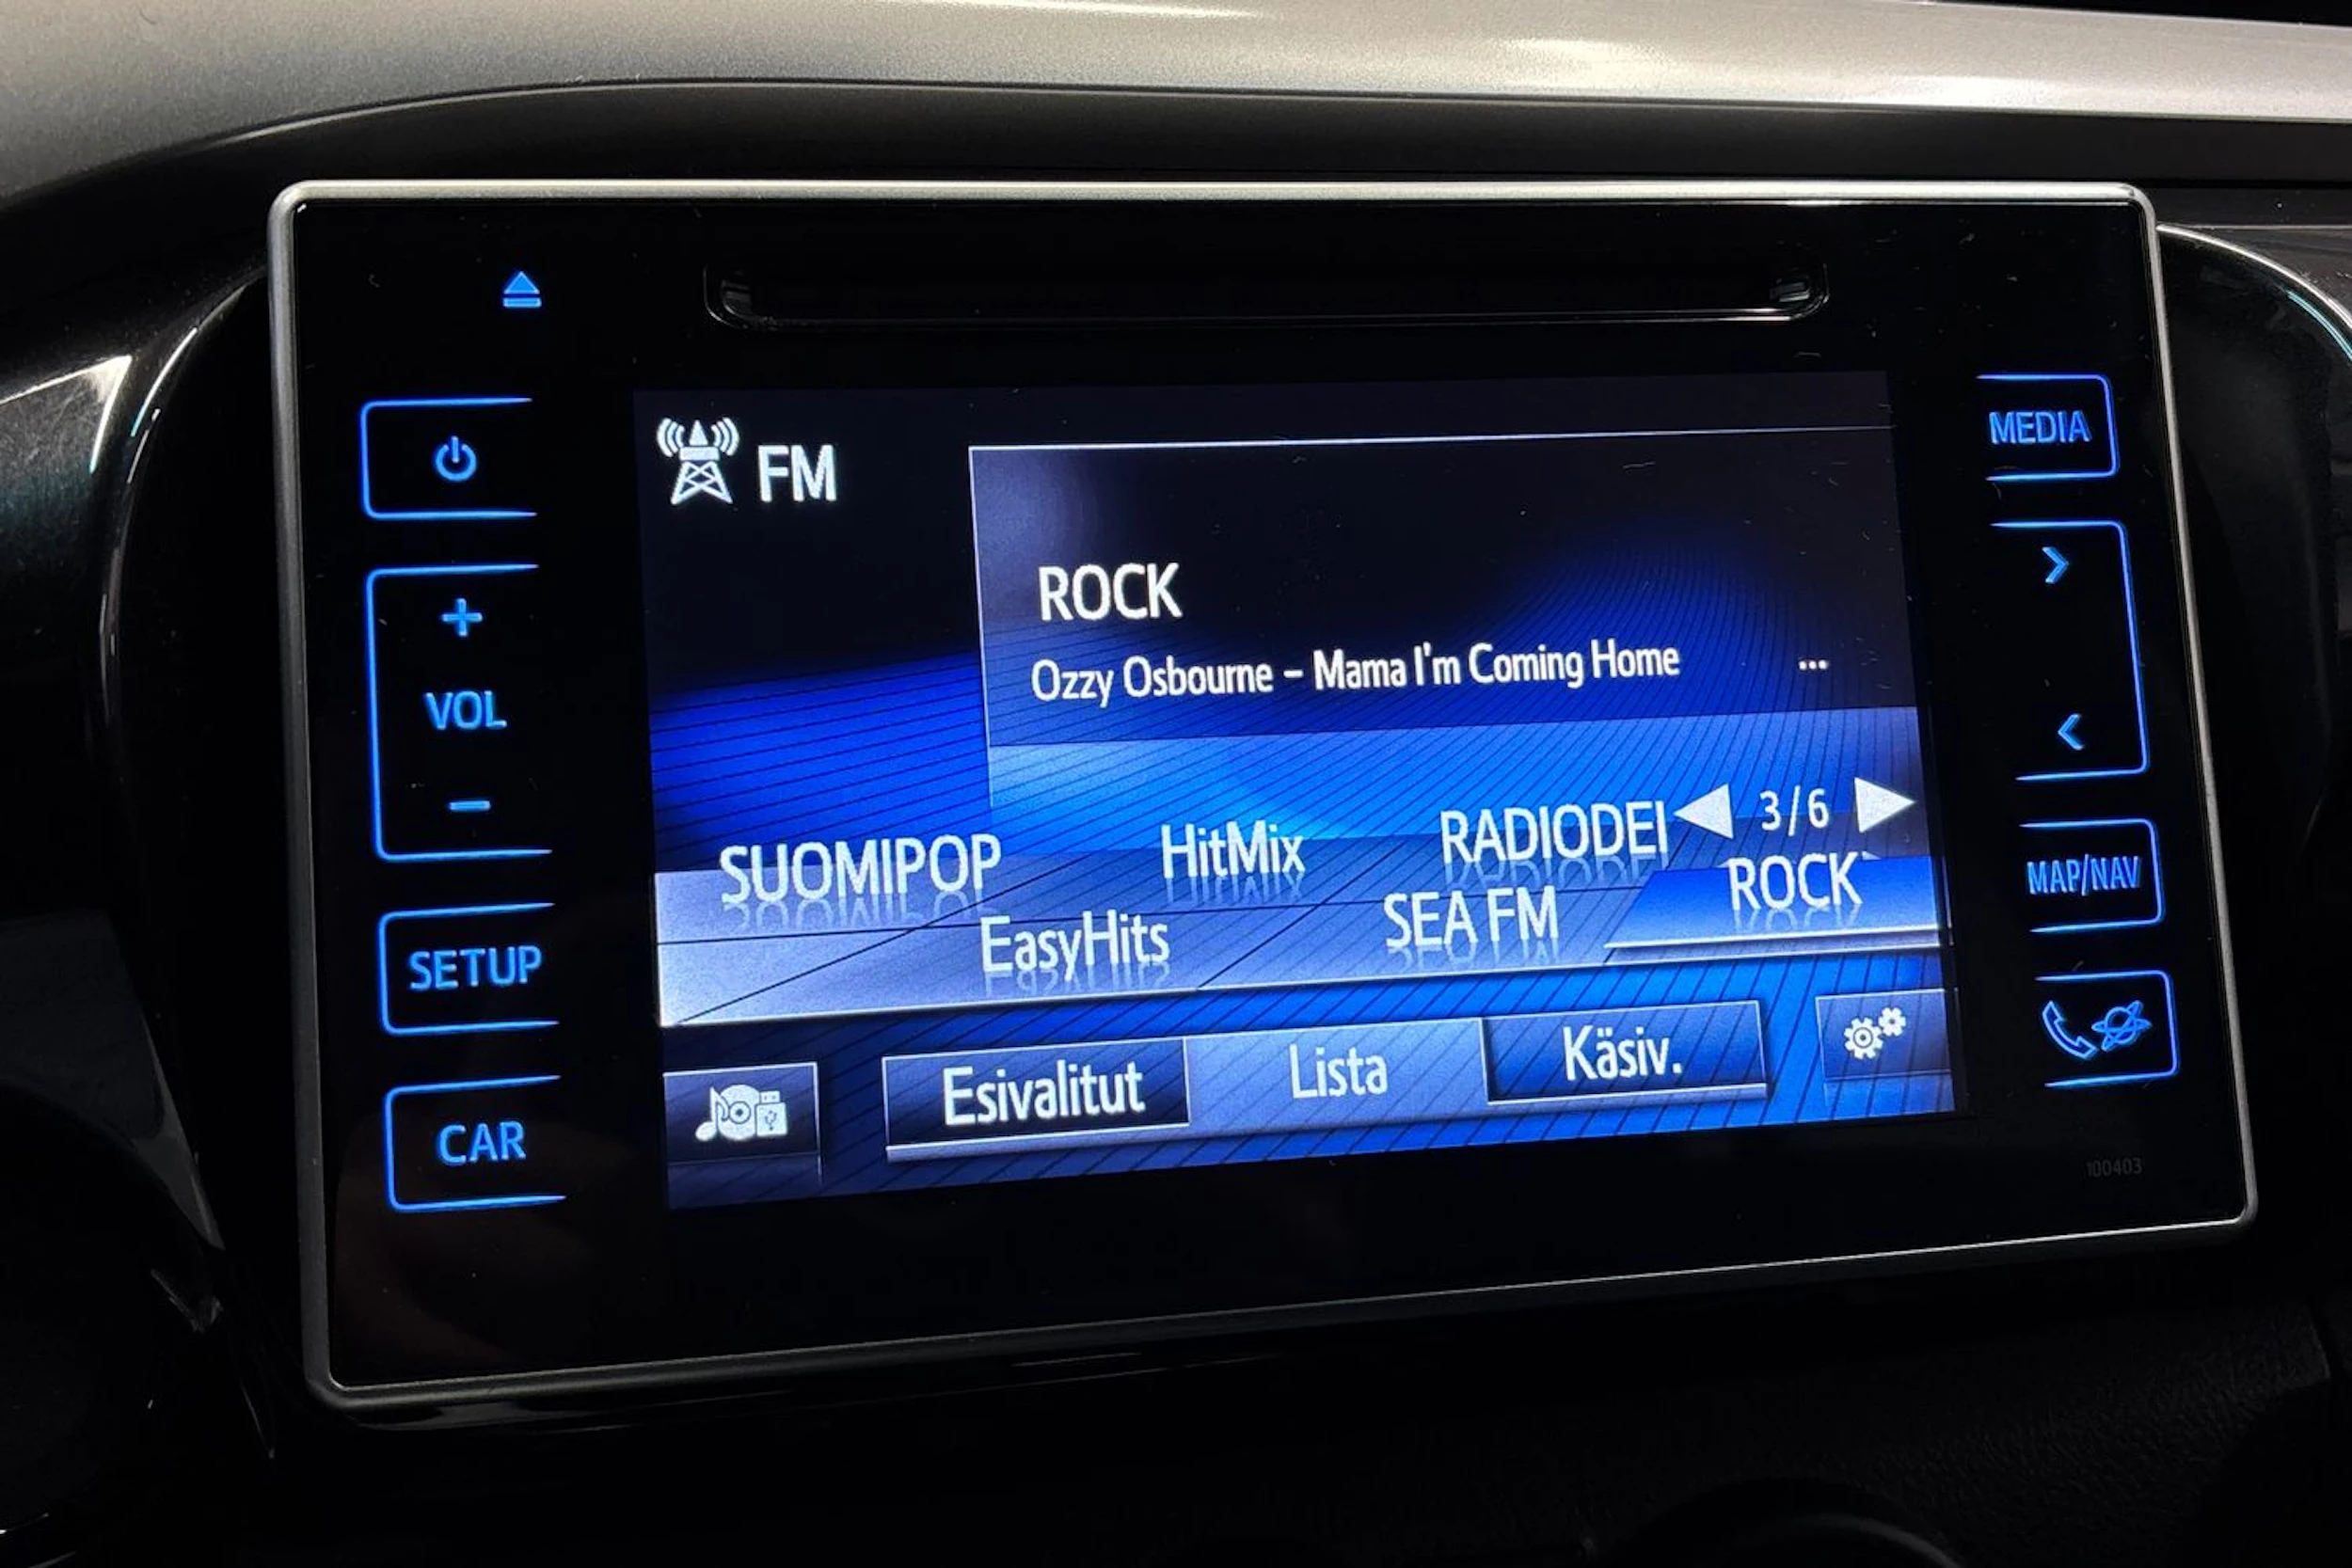 FM
MEDIA
ROCK
Ozzy Osbourne – Mama I'm Coming Home ...
VOL
3/6
SUOMIPOP HitMix RADIODEI
EasyHits SEA FM ROCK
MAP/NAV
SETUP
Esivalitut Lista Käsiv.
CAR
100403